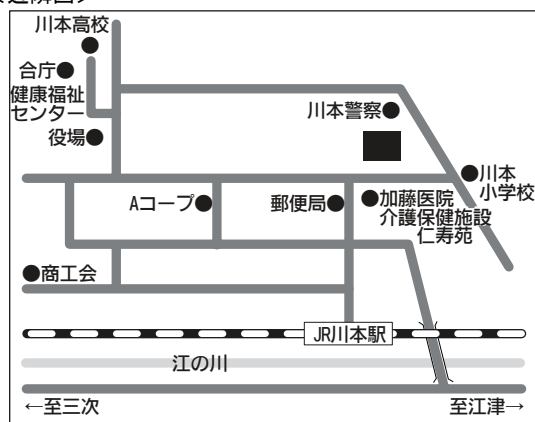 川本高校
合庁●
健康福祉
センター
役場●
川本警察●
●川本
小学校
Aコープ●
郵便局●
●加藤医院
介護保健施設
仁寿苑
●商工会
JR川本駅
江の川
←至三次
至江津→